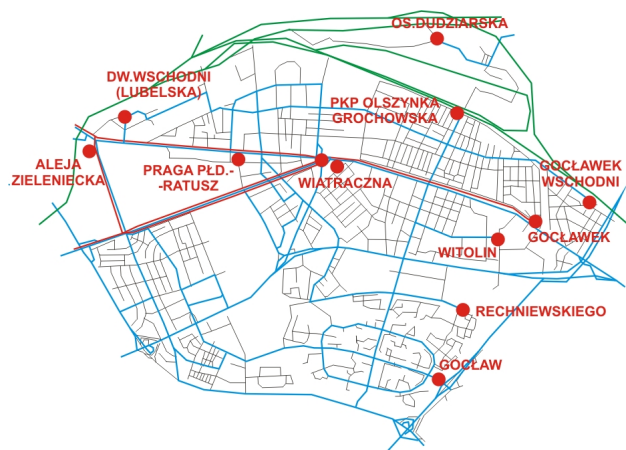 OS.DUDZIARSKA
DW.WSCHODNI
(LUBELSKA)
PKP OLSZYNKA
GROCHOWSKA
ALEJA
ZIELENIECKA
PRAGA PŁD.-
-RATUSZ
WIATRACZNA
GOCŁAWEK
WSCHODNI
GOCŁAWEK
WITOLIN
RECHNIEWSKIEGO
GOCŁAW